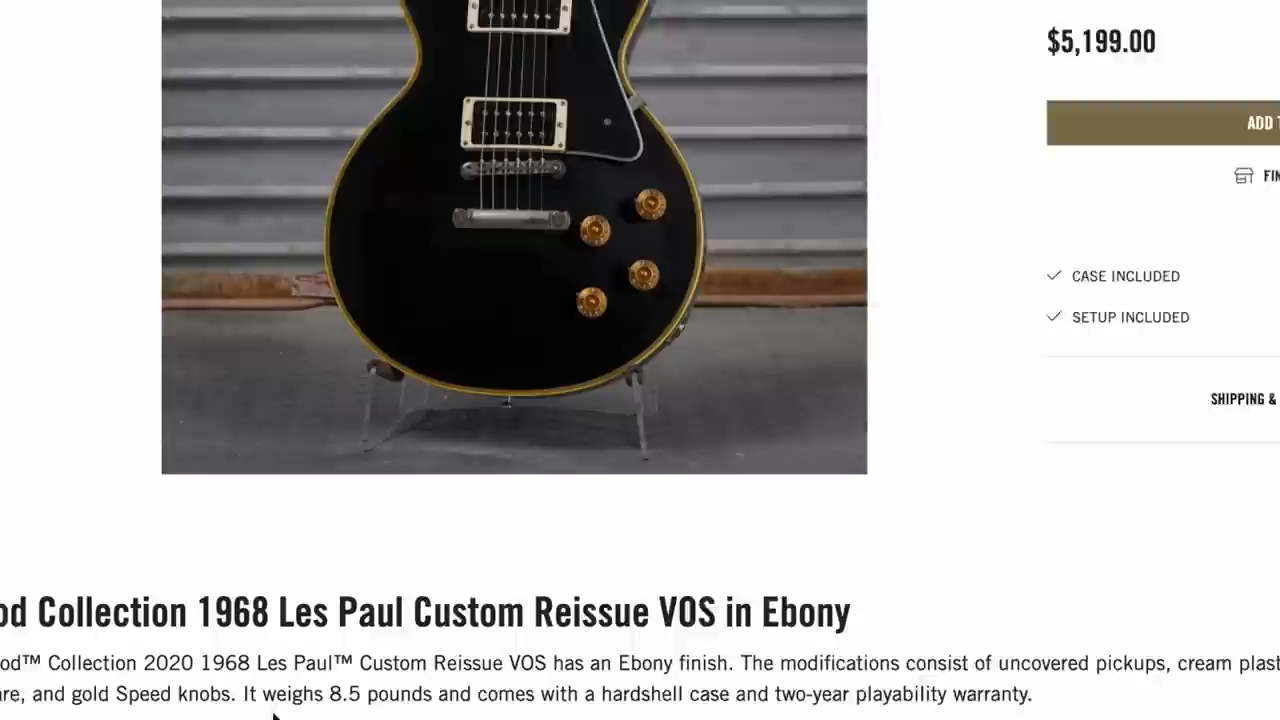 $5,199.00
ADD
FIN
CASE INCLUDED
SETUP INCLUDED
SHIPPING &
od Collection 1968 Les Paul Custom Reissue VOS in Ebony
od™ Collection 2020 1968 Les Paul™ Custom Reissue VOS has an Ebony finish. The modifications consist of uncovered pickups, cream plast
are, and gold Speed knobs. It weighs 8.5 pounds and comes with a hardshell case and two-year playability warranty.